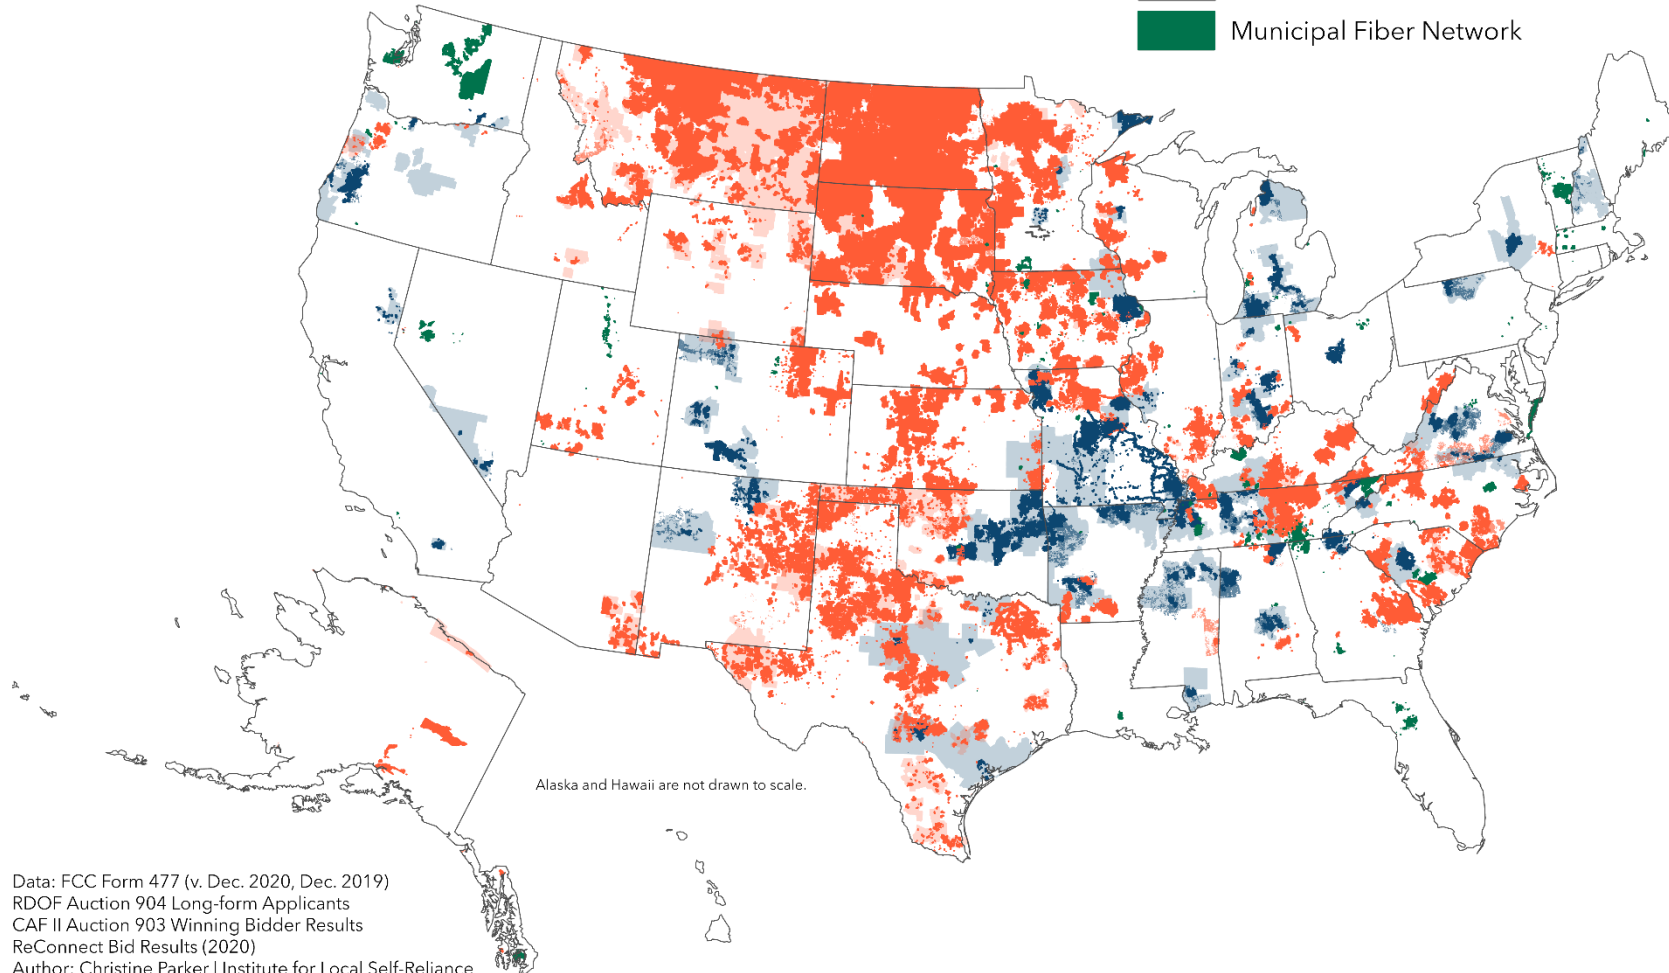 Municipal Fiber Network
Alaska and Hawaii are not drawn to scale.
Data: FCC Form 477 (v. Dec. 2020, Dec. 2019)
RDOF Auction 904 Long-form Applicants
CAF II Auction 903 Winning Bidder Results
ReConnect Bid Results (2020)
Author: Christine Parker | Institute for Local Self-Reliance